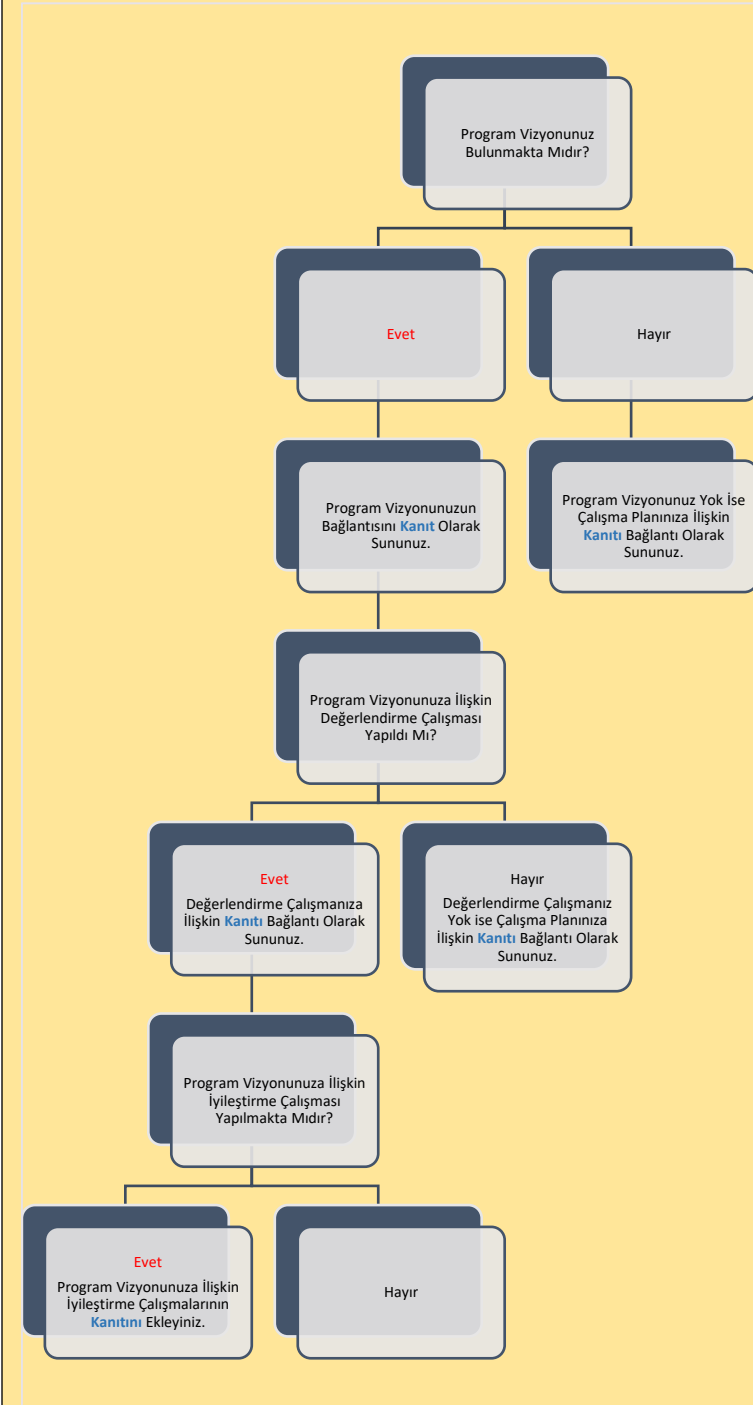 Program Vizyonunuz
Bulunmakta Mıdır?
Evet
Hayır
Program Vizyonunuzun
Bağlantısını Kanıt Olarak
Sununuz.
Program Vizyonunuz Yok İse
Çalışma Planınıza İlişkin
Kanıtı Bağlantı Olarak
Sununuz.
Program Vizyonunuza İlişkin
Değerlendirme Çalışması
Yapıldı Mı?
Evet
Değerlendirme Çalışmanıza
İlişkin Kanıtı Bağlantı Olarak
Sununuz.
Hayır
Değerlendirme Çalışmanız
Yok ise Çalışma Planınıza
İlişkin Kanıtı Bağlantı Olarak
Sununuz.
Program Vizyonunuza İlişkin
İyileştirme Çalışması
Yapılmakta Mıdır?
Evet
Program Vizyonunuza İlişkin
İyileştirme Çalışmalarının
Kanıtını Ekleyiniz.
Hayır